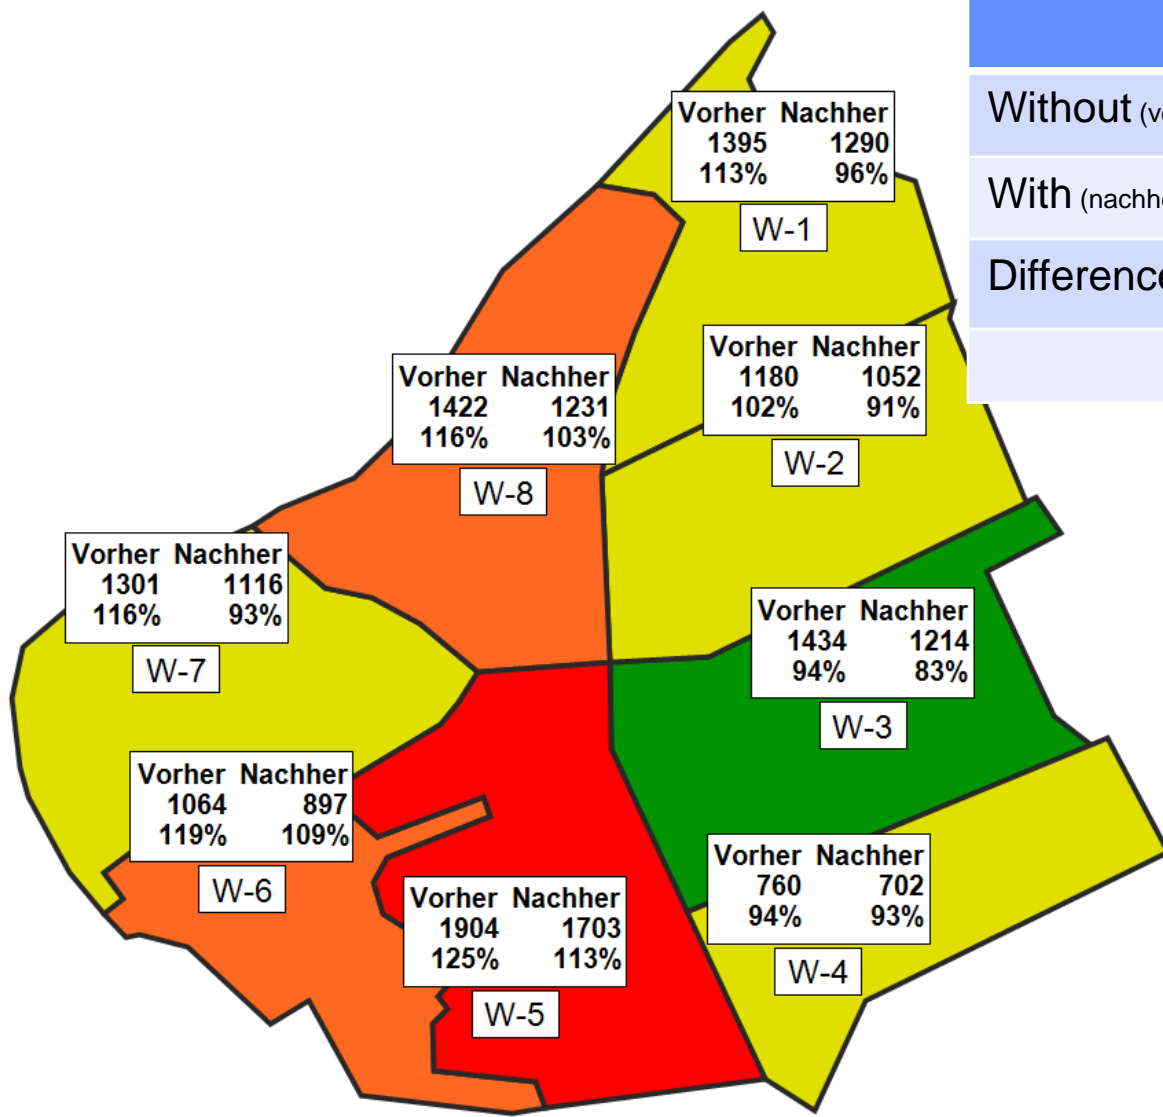 Without (v
With (nachh
Difference
Vorher Nachher
1395 1290
113% 96%
W-1
Vorher Nachher
1180 1052
102% 91%
W-2
Vorher Nachher
1422 1231
116% 103%
W-8
Vorher Nachher
1301 1116
116% 93%
W-7
Vorher Nachher
1434 1214
94% 83%
W-3
Vorher Nachher
1064 897
119% 109%
W-6
Vorher Nachher
760 702
94% 93%
W-4
Vorher Nachher
1904 1703
125% 113%
W-5